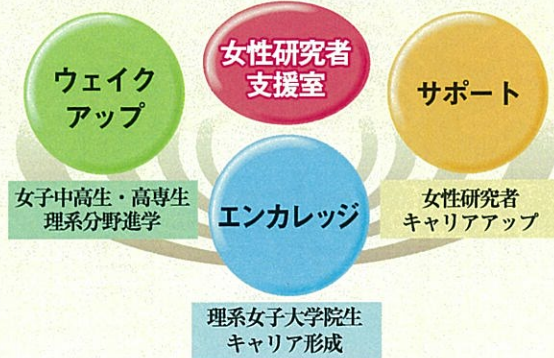 女性研究者
支援室
ウェイク
アップ
女子中高生・高専生
理系分野進学
エンカレッジ
理系女子大学院生
キャリア形成
サポート
女性研究者
キャリアアップ